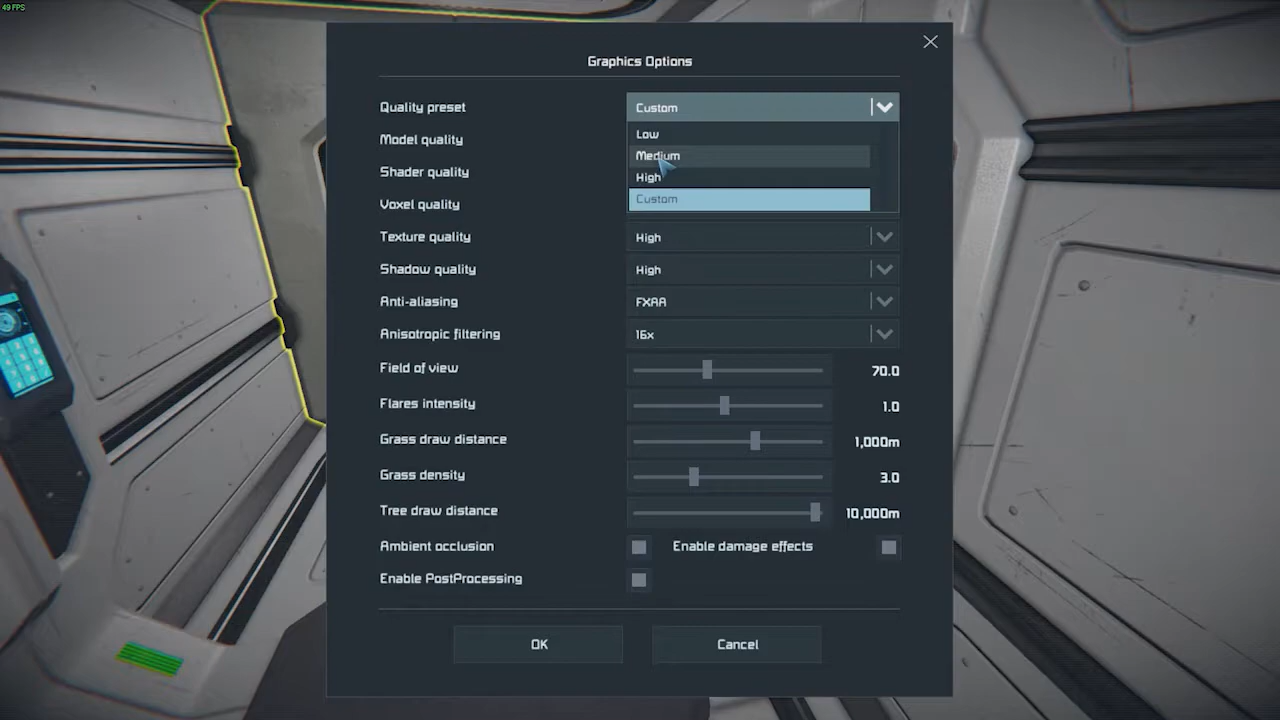 49 FPS
Graphics Options
Quality preset
Custom
Low
Model quality
Medium
Shader quality
High
Voxel quality
Custom
Texture quality
High
Shadow quality
High
Anti-aliasing
FXAA
Anisotropic filtering
16x
Field of view
70.0
Flares intensity
1.0
Grass draw distance
1,000m
Grass density
3.0
Tree draw distance
10,000m
Ambient occlusion
Enable damage effects
Enable PostProcessing
OK
Cancel